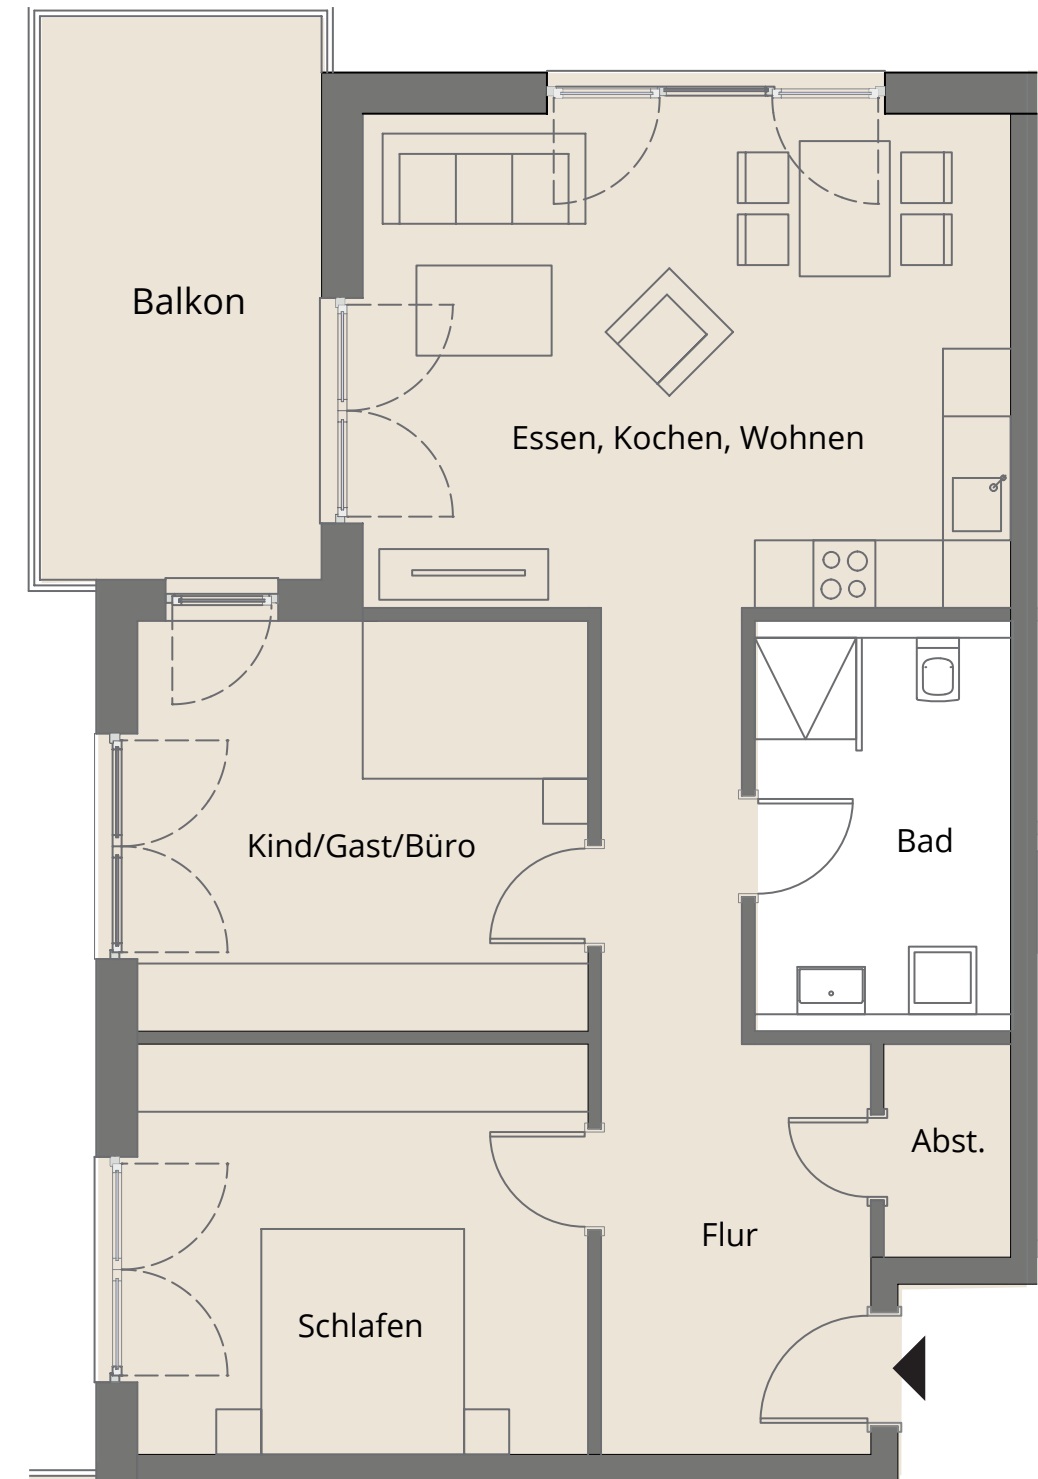 Balkon
Essen, Kochen, Wohnen
Kind/Gast/Büro
Bad
Abst.
Flur
Schlafen